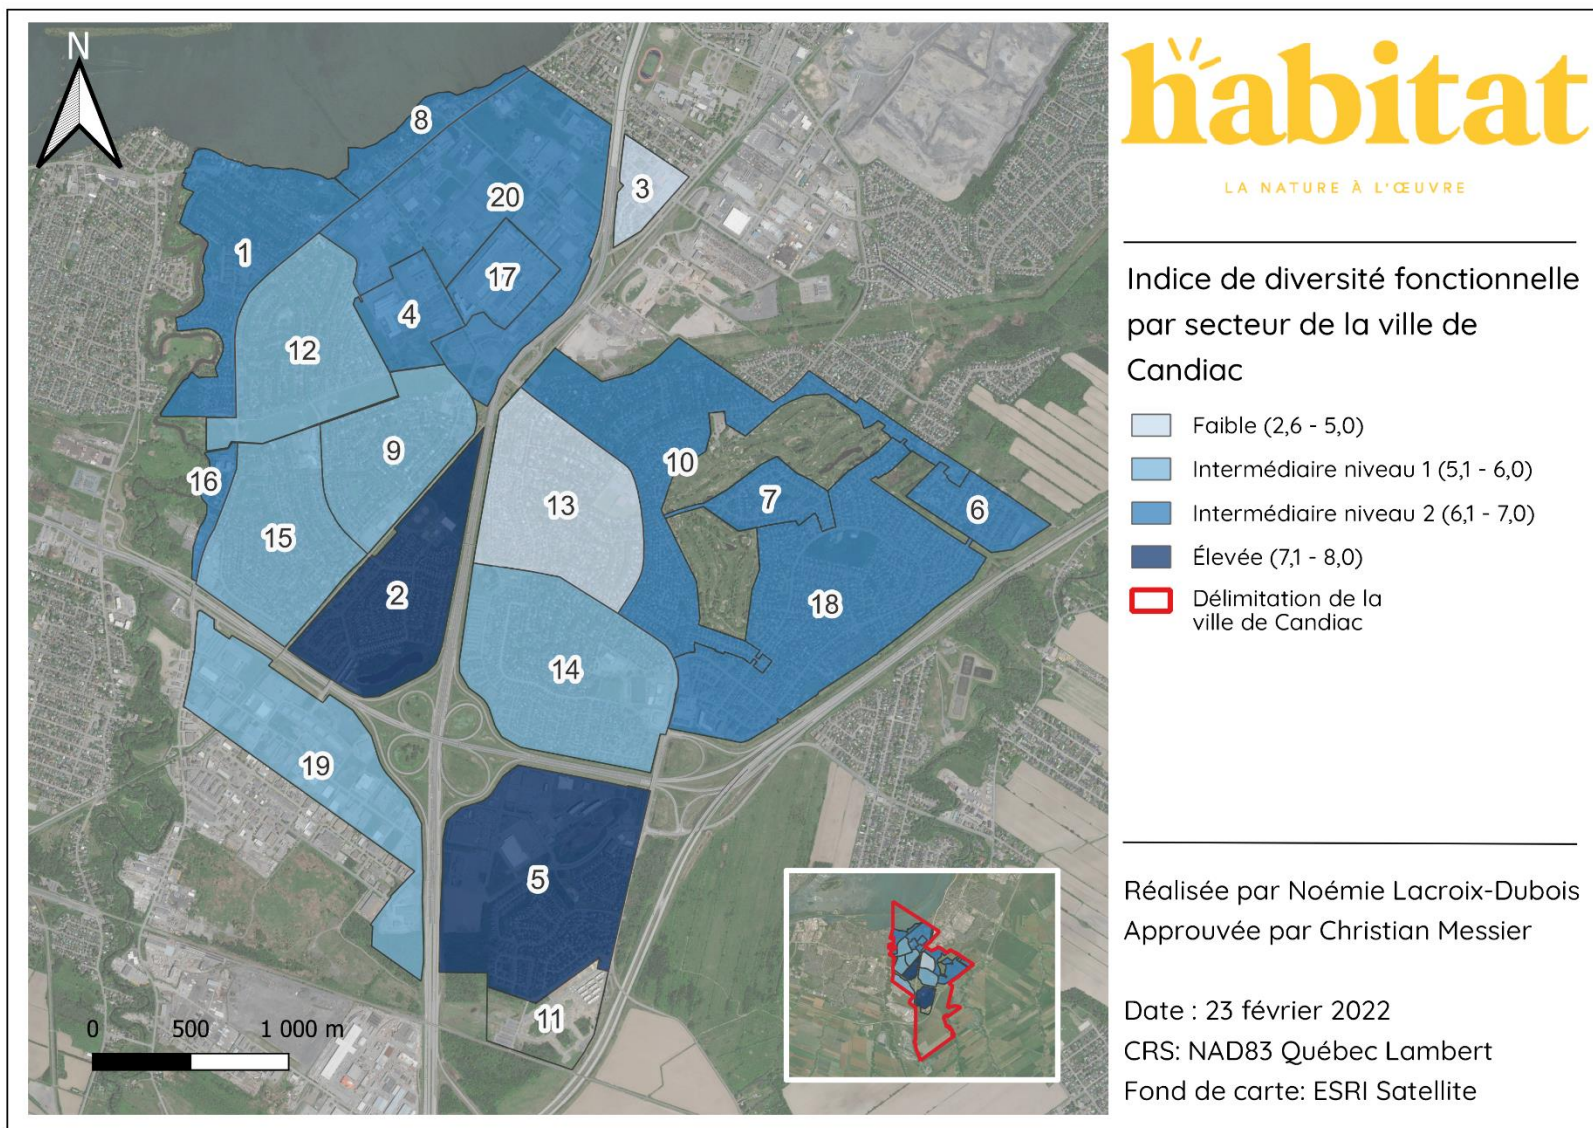 N
8
3
20
1
17
4
12
9
10
16
7
6
13
15
2
18
14
19
5
11
0 500 1 000 m
habitat
LA NATURE À L'ŒUVRE
Indice de diversité fonctionnelle
par secteur de la ville de
Candiac
Faible (2,6 - 5,0)
Intermédiaire niveau 1 (5,1 - 6,0)
Intermédiaire niveau 2 (6,1 - 7,0)
Élevée (7,1 - 8,0)
Délimitation de la
ville de Candiac
Réalisée par Noémie Lacroix-Dubois
Approuvée par Christian Messier
Date : 23 février 2022
CRS: NAD83 Québec Lambert
Fond de carte: ESRI Satellite